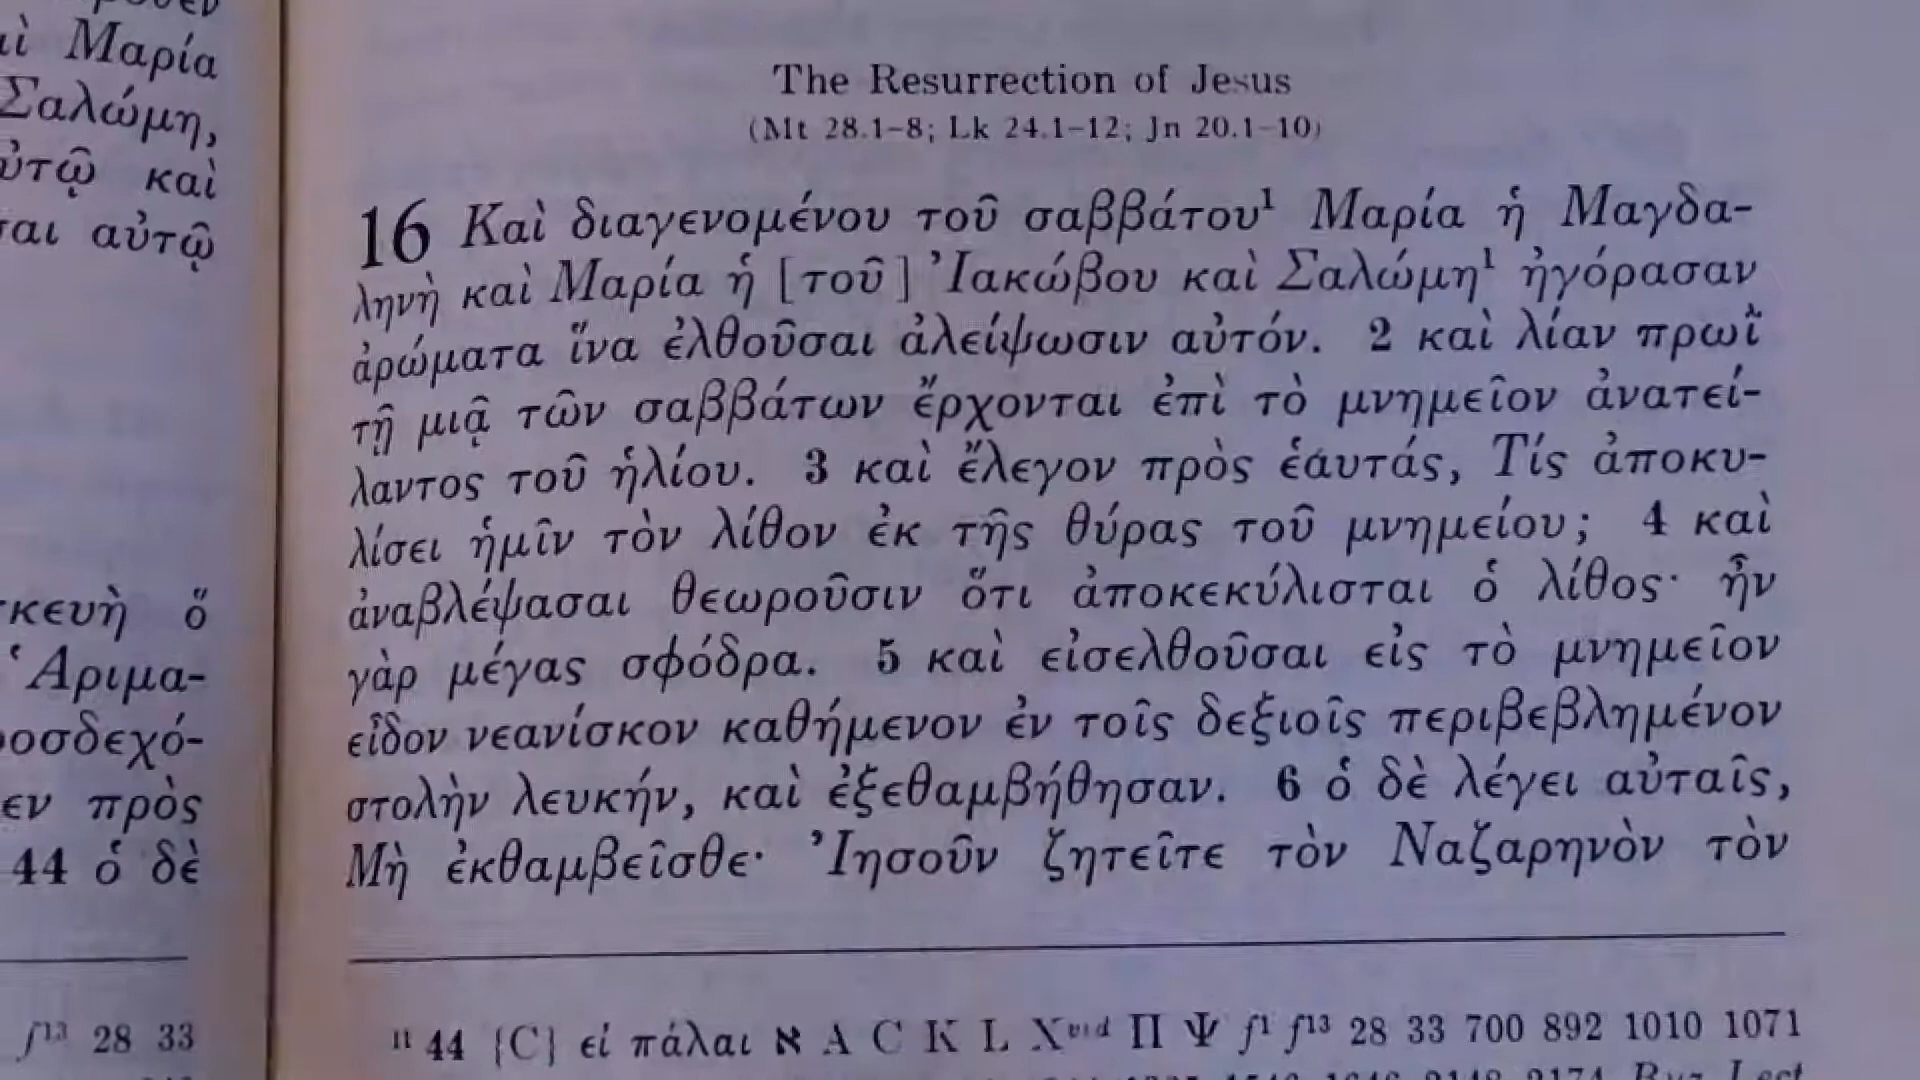 αὶ Μαρία
Σαλώμη,
ὐτῷ καὶ
ται αὐτῷ
σκευὴ ὅ
Ἁριμα-
οσδεχό-
εν πρὸς
44 ὁ δὲ
f13 28 33
The Resurrection of Jesus
(Mt 28.1-8; Lk 24.1-12; Jn 20.1-10)
16 Καὶ διαγενομένου τοῦ σαββάτου¹ Μαρία ἡ Μαγδα-
ληνὴ καὶ Μαρία ἡ [τοῦ] Ἰακώβου καὶ Σαλώμη¹ ἠγόρασαν
ἀρώματα ἵνα ἐλθοῦσαι ἀλείψωσιν αὐτόν. 2 καὶ λίαν πρωῒ
τῇ μιᾷ τῶν σαββάτων ἔρχονται ἐπὶ τὸ μνημεῖον ἀνατεί-
λαντος τοῦ ἡλίου. 3 καὶ ἔλεγον πρὸς ἑαυτάς, Τίς ἀποκυ-
λίσει ἡμῖν τὸν λίθον ἐκ τῆς θύρας τοῦ μνημείου; 4 καὶ
ἀναβλέψασαι θεωροῦσιν ὅτι ἀποκεκύλισται ὁ λίθος· ἦν
γὰρ μέγας σφόδρα. 5 καὶ εἰσελθοῦσαι εἰς τὸ μνημεῖον
εἶδον νεανίσκον καθήμενον ἐν τοῖς δεξιοῖς περιβεβλημένον
στολὴν λευκήν, καὶ ἐξεθαμβήθησαν. 6 ὁ δὲ λέγει αὐταῖς,
Μὴ ἐκθαμβεῖσθε· Ἰησοῦν ζητεῖτε τὸν Ναζαρηνὸν τὸν
11 44 {C} εἰ πάλαι א A C K L Xvid Π Ψ f1 f13 28 33 700 892 1010 1071